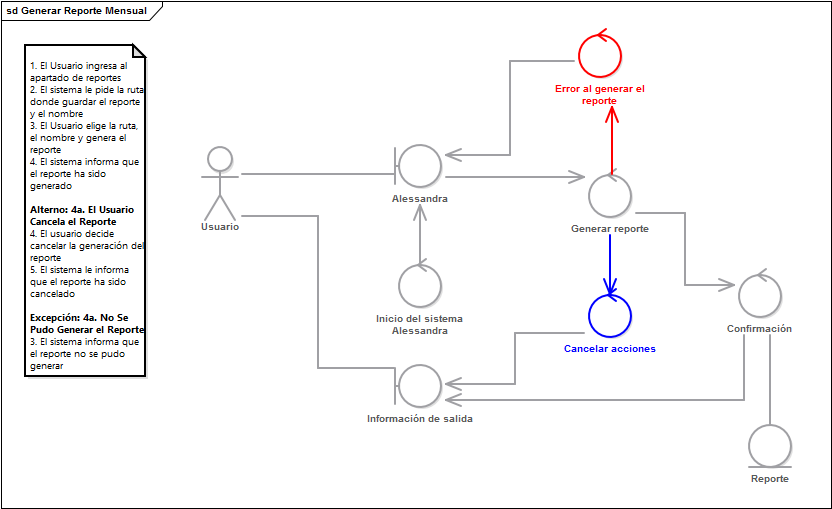 sd Generar Reporte Mensual
1. El Usuario ingresa al
apartado de reportes
2. El sistema le pide la ruta
donde guardar el reporte
y el nombre
3. El Usuario elige la ruta,
el nombre y genera el
reporte
4. El sistema informa que
el reporte ha sido
generado
Alterno: 4a. El Usuario
Cancela el Reporte
4. El usuario decide
cancelar la generación del
reporte
5. El sistema le informa
que el reporte ha sido
cancelado
Excepción: 4a. No Se
Pudo Generar el Reporte
3. El sistema informa que
el reporte no se pudo
generar
Error al generar el
reporte
Alessandra
Usuario
Generar reporte
Inicio del sistema
Alessandra
Confirmación
Cancelar acciones
Información de salida
Reporte